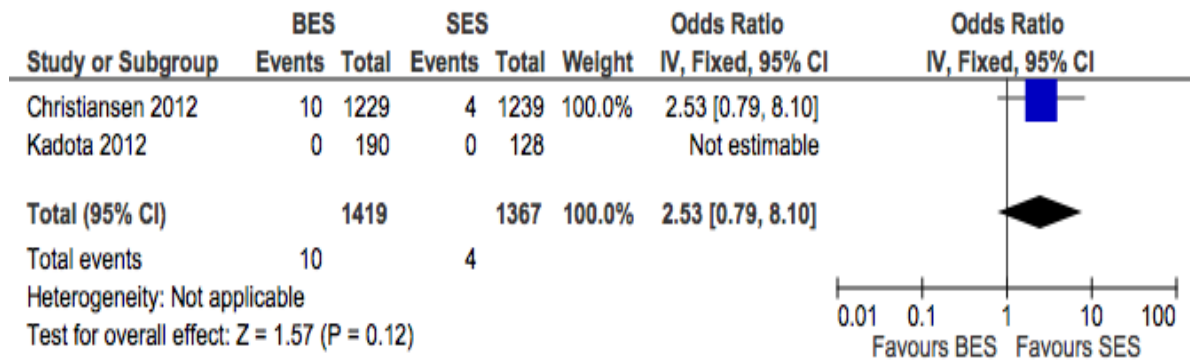 BES SES Odds Ratio Odds Ratio
Study or Subgroup Events Total Events Total Weight IV, Fixed, 95% CI IV, Fixed, 95% CI
Christiansen 2012 10 1229 4 1239 100.0% 2.53 [0.79, 8.10]
Kadota 2012 0 190 0 128 Not estimable
Total (95% CI) 1419 1367 100.0% 2.53 [0.79, 8.10]
Total events 10 4
Heterogeneity: Not applicable
Test for overall effect: Z = 1.57 (P = 0.12)
0.01 0.1 1 10 100
Favours BES Favours SES